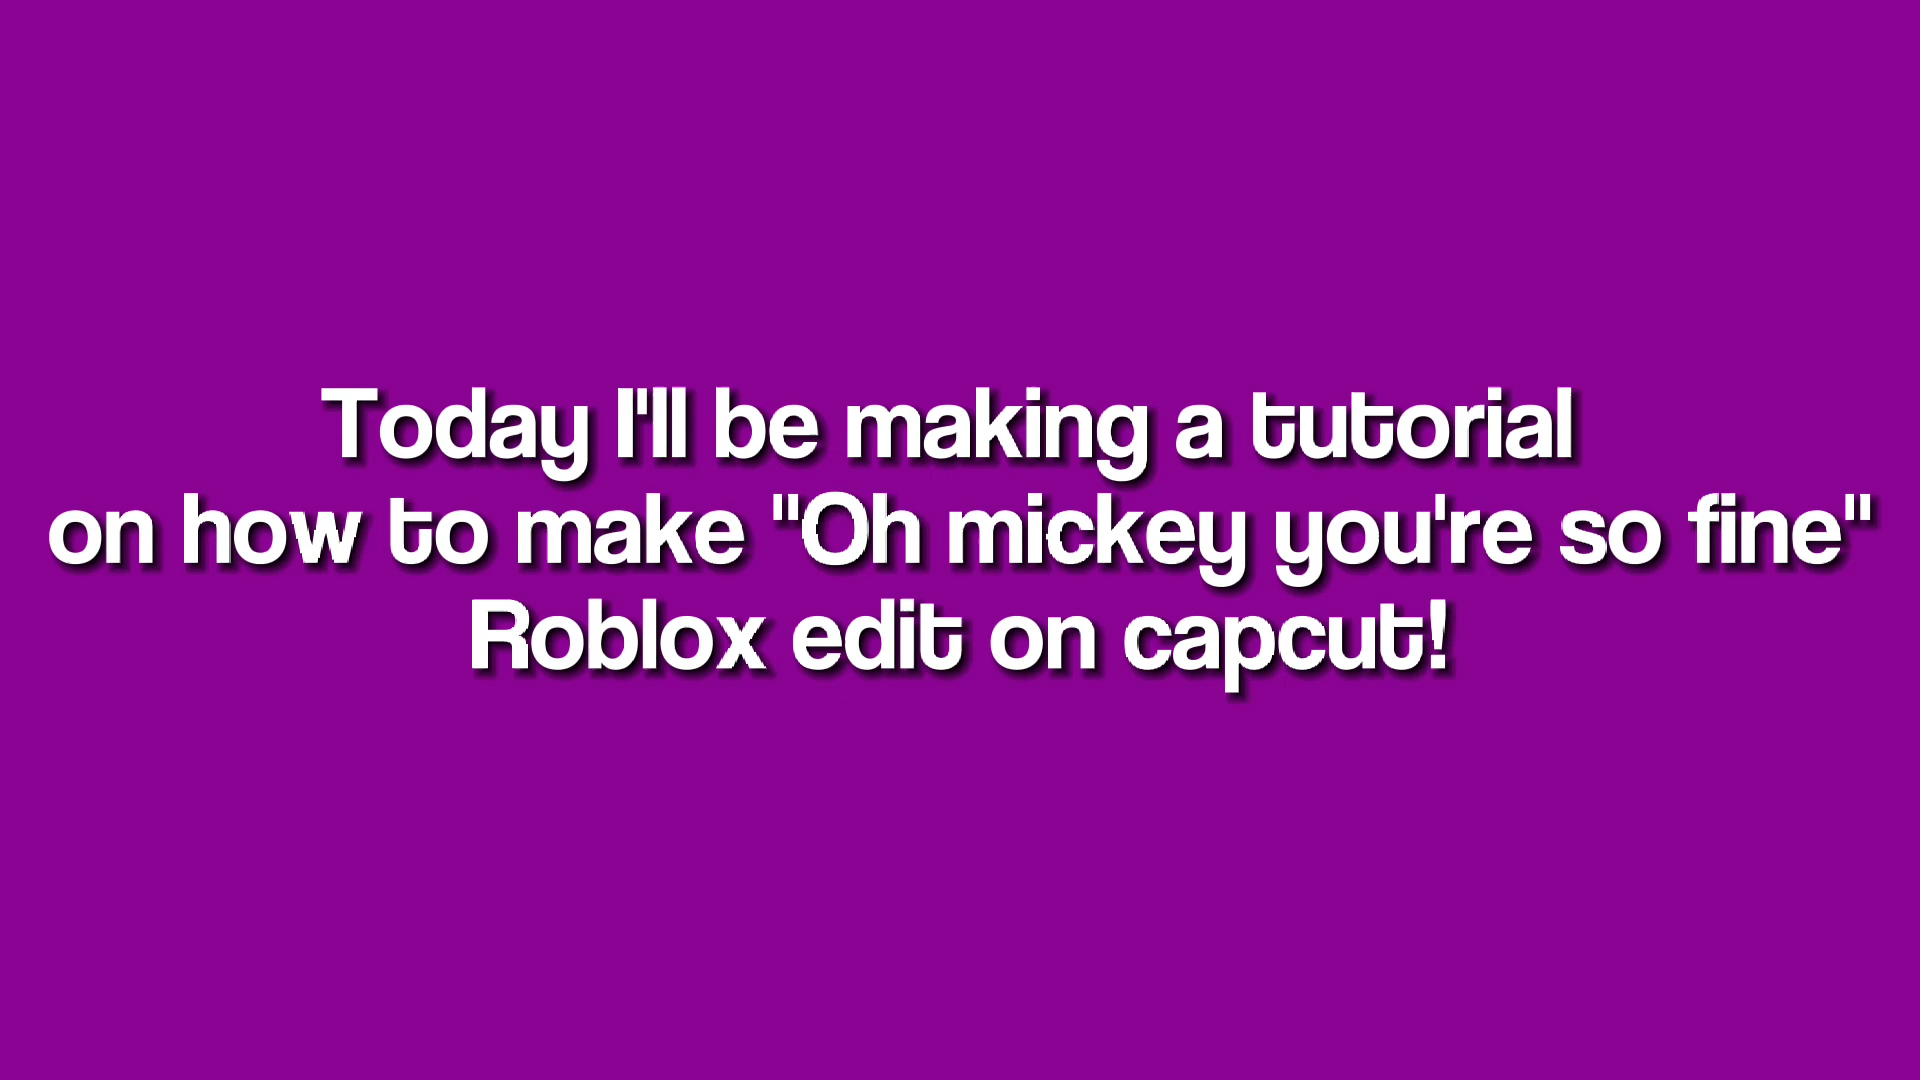 Today I'll be making a tutorial
on how to make "Oh mickey you're so fine"
Roblox edit on capcut!